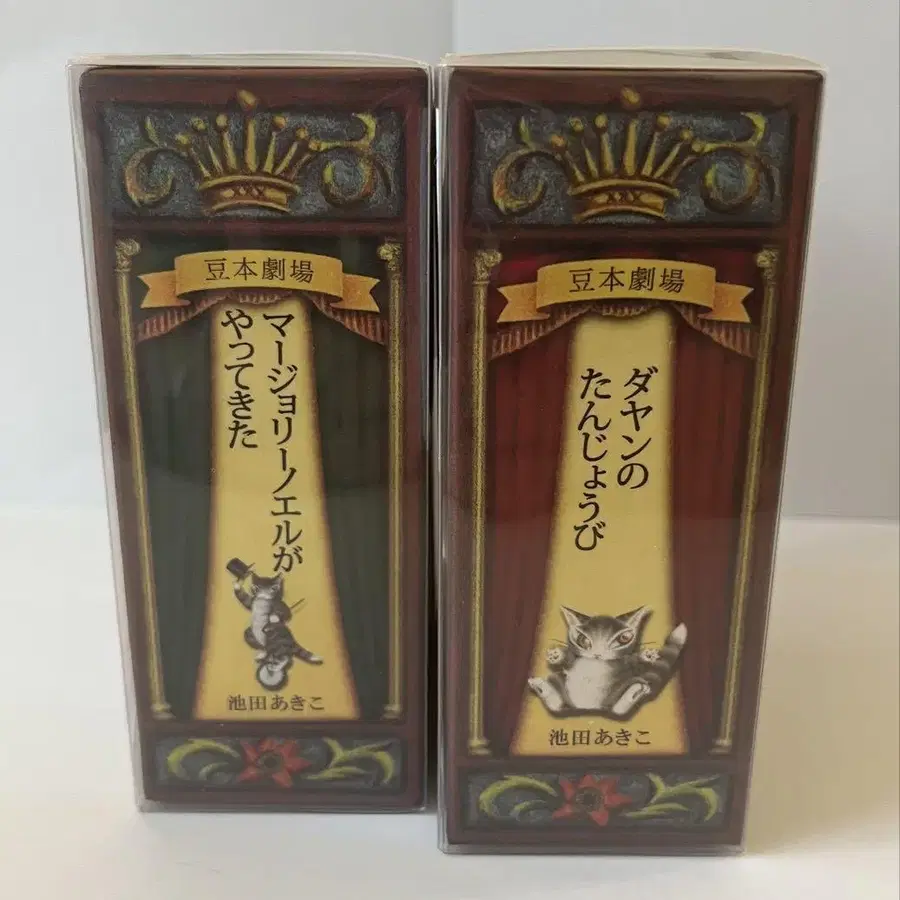 XXX
豆本劇場
マージョリーノエルが
やってきた
池田あきこ
XXX
豆本劇場
ダヤンの
たんじょうび
池田あきこ